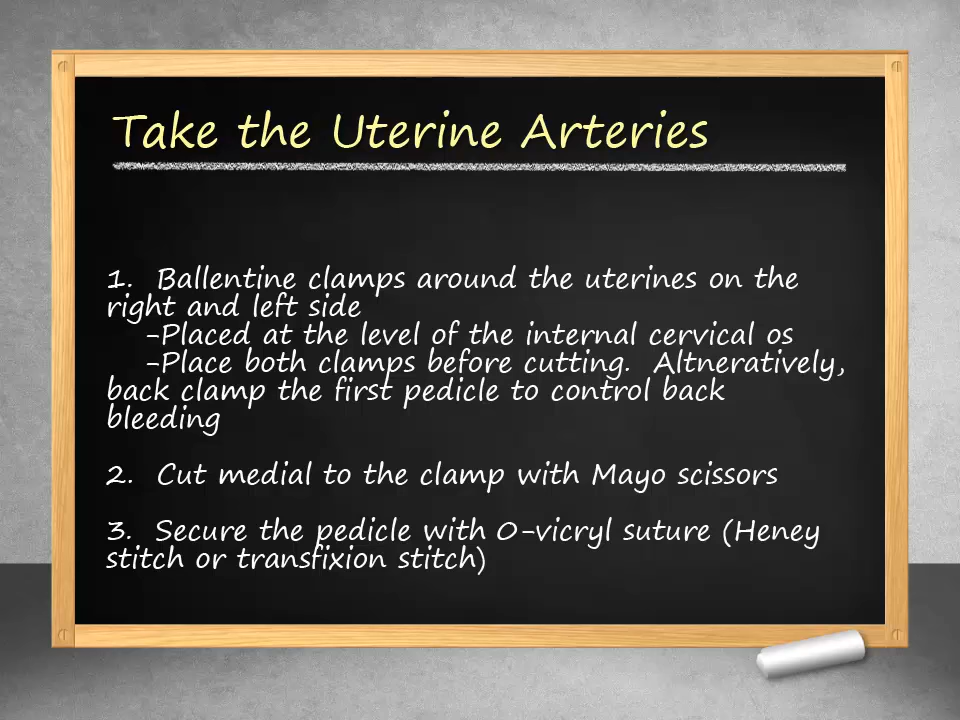 Take the Uterine Arteries
1. Ballentine clamps around the uterines on the
right and left side
-Placed at the level of the internal cervical os
-Place both clamps before cutting. Altneratively,
back clamp the first pedicle to control back
bleeding
2. Cut medial to the clamp with Mayo scissors
3. Secure the pedicle with 0-vicryl suture (Heney
stitch or transfixion stitch)